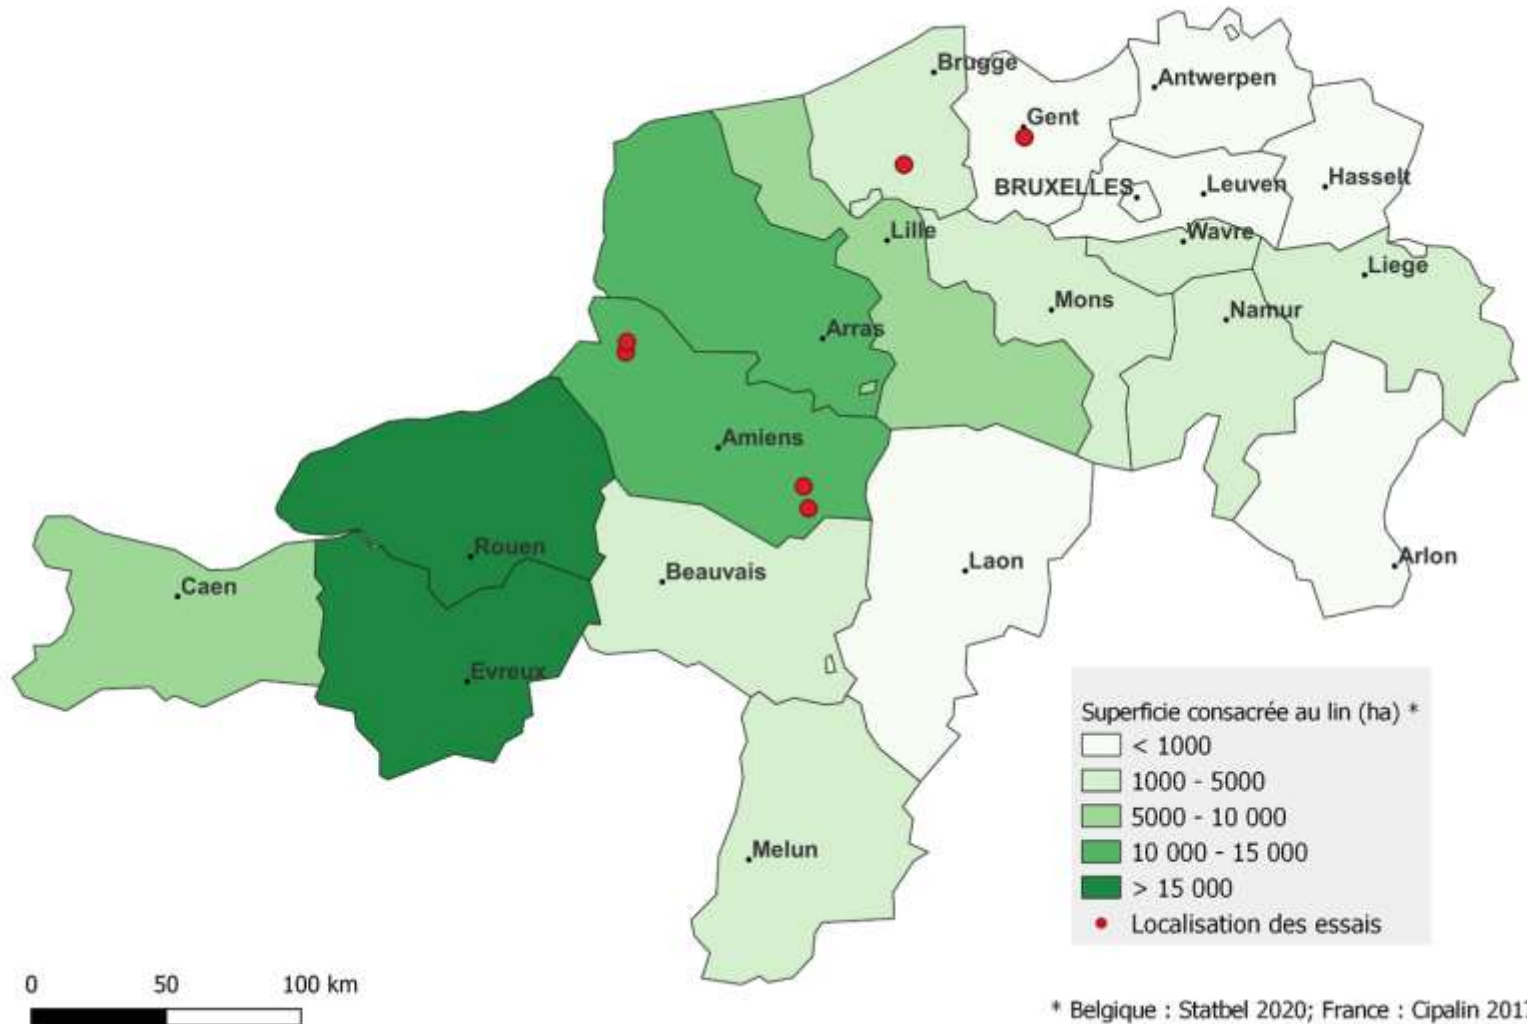 Brugge
Antwerpen
Gent
BRUXELLES
Leuven
Hasselt
Lille
Wavre
Liege
Mons
Namur
Arras
Amiens
Rouen
Beauvais
Laon
Arlon
Caen
Evreux
Melun
Superficie consacrée au lin (ha) *
< 1000
1000 - 5000
5000 - 10 000
10 000 - 15 000
> 15 000
Localisation des essais
0 50 100 km
* Belgique : Statbel 2020; France : Cipalin